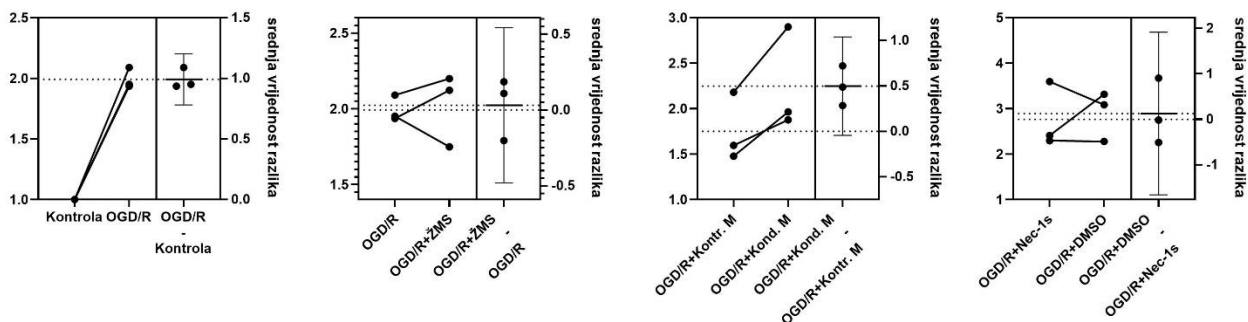 2.5
2.0
1.5
1.0
Kontrola OGD/R
OGD/R
-
Kontrola
1.5
1.0
0.5
0.0
srednja vrijednost razlika
2.5
2.0
1.5
OGD/R
OGD/R+ŽMS
OGD/R+ŽMS
-
OGD/R
0.5
0.0
-0.5
srednja vrijednost razlika
3.0
2.5
2.0
1.5
1.0
OGD/R+Kontr. M
OGD/R+Kond. M
OGD/R+Kond. M
-
OGD/R+Kontr. M
1.0
0.5
0.0
-0.5
srednja vrijednost razlika
5
4
3
2
1
OGD/R+Nec-1s
OGD/R+DMSO
OGD/R+DMSO
-
OGD/R+Nec-1s
2
1
0
-1
srednja vrijednost razlika